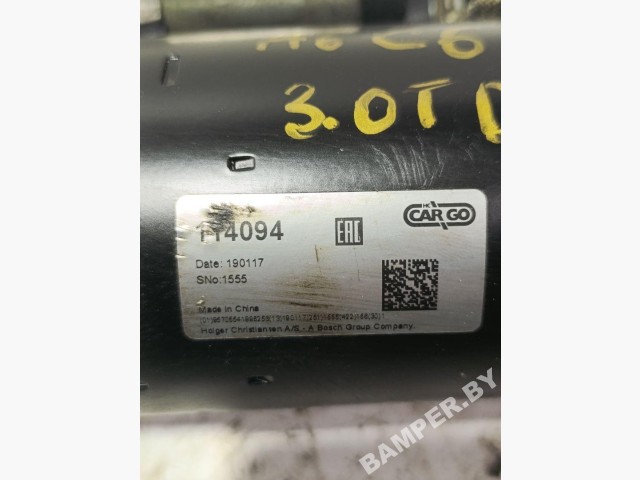 A6 C6
3.0TD
114094
EAC
HC
CARGO
Date: 190117
SNo:1555
Made in China
Holger Christiansen A/S - A Bosch Group Company
BAMPER.BY